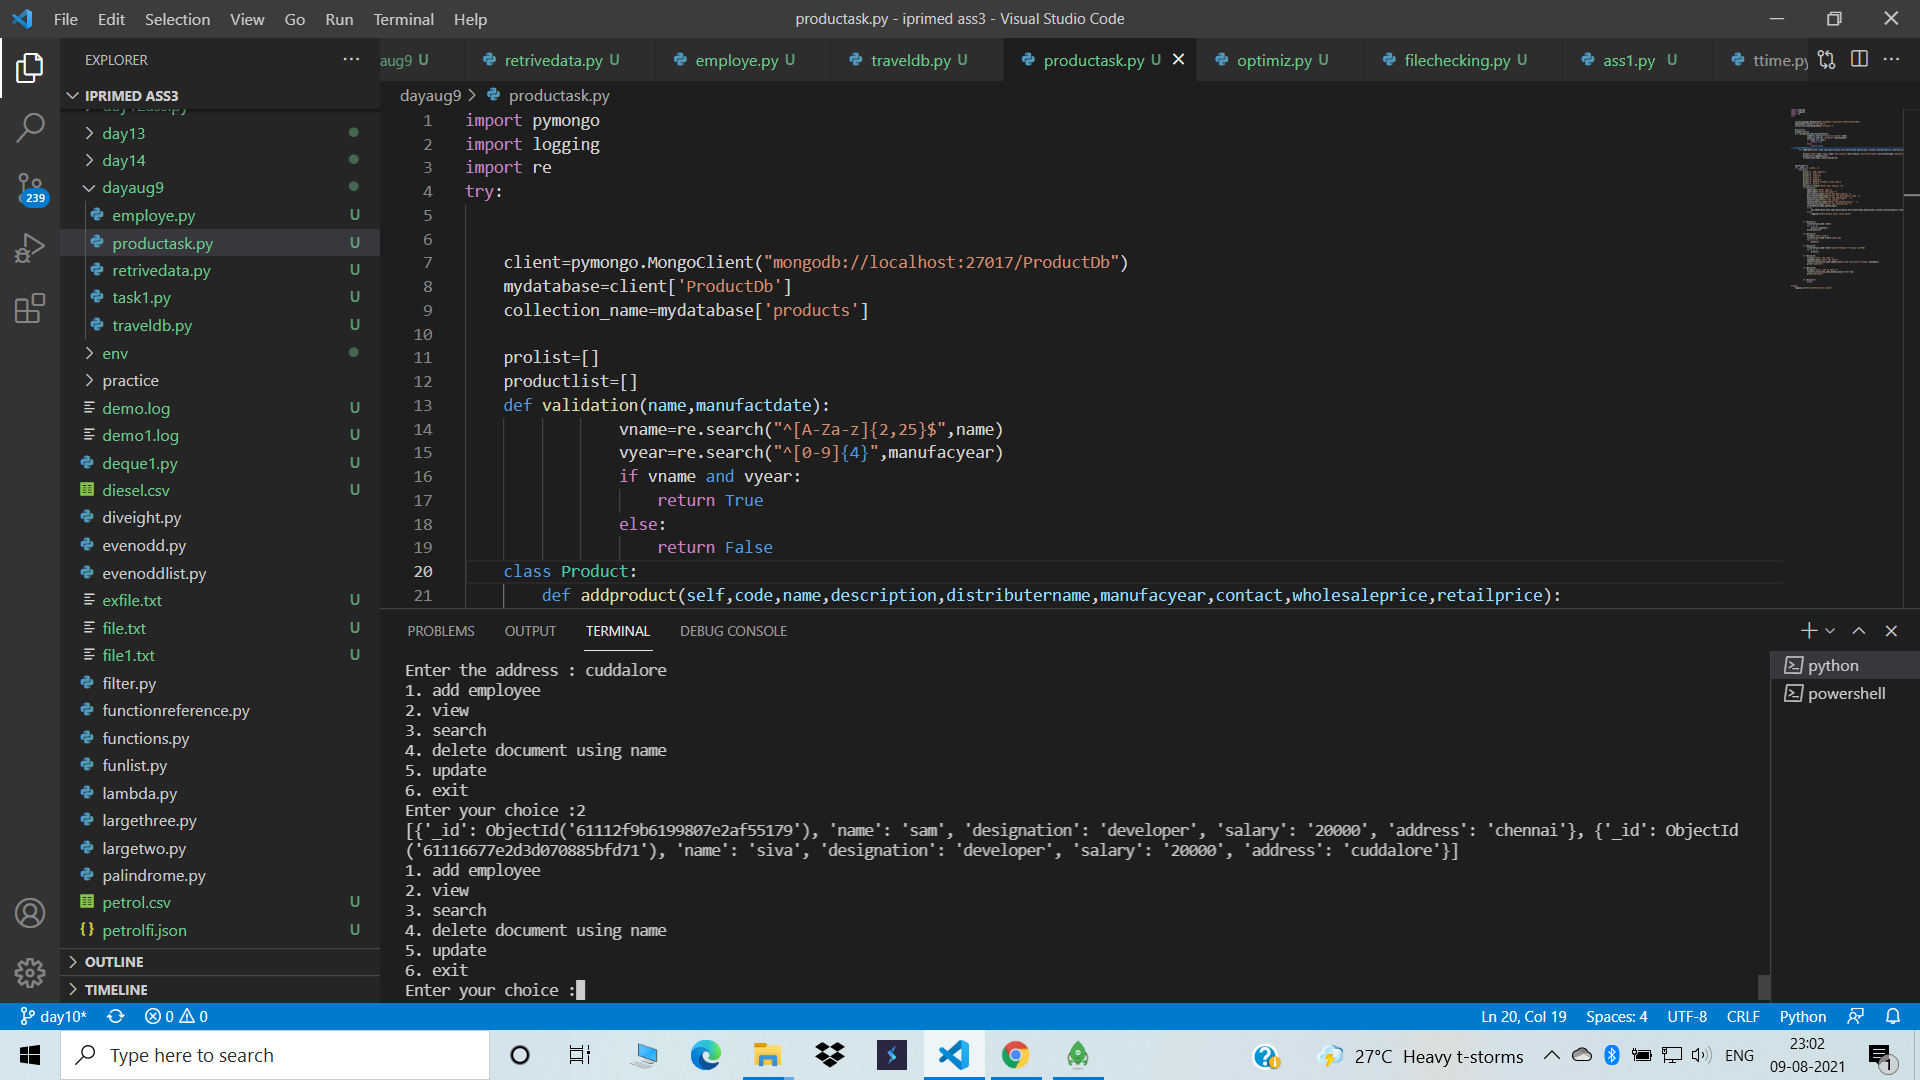 File Edit Selection View Go Run Terminal Help
productask.py - iprimed ass3 - Visual Studio Code
EXPLORER
aug9 U
retrivedata.py U
employe.py U
traveldb.py U
productask.py U
optimiz.py U
filechecking.py U
ass1.py U
ttime.py
IPRIMED ASS3
day12ass.py
day13
day14
dayaug9
employe.py U
productask.py U
retrivedata.py U
task1.py U
traveldb.py U
env
practice
demo.log U
demo1.log U
deque1.py U
diesel.csv U
diveight.py
evenodd.py
evenoddlist.py
exfile.txt U
file.txt U
file1.txt U
filter.py
functionreference.py
functions.py
funlist.py
lambda.py
largethree.py
largetwo.py
palindrome.py
petrol.csv U
petrolfi.json U
OUTLINE
TIMELINE
239
dayaug9 > productask.py
1 import pymongo
2 import logging
3 import re
4 try:
5
6
7 client=pymongo.MongoClient("mongodb://localhost:27017/ProductDb")
8 mydatabase=client['ProductDb']
9 collection_name=mydatabase['products']
10
11 prolist=[]
12 productlist=[]
13 def validation(name,manufactdate):
14 vname=re.search("^[A-Za-z]{2,25}$",name)
15 vyear=re.search("^[0-9]{4}",manufacyear)
16 if vname and vyear:
17 return True
18 else:
19 return False
20 class Product:
21 def addproduct(self,code,name,description,distributername,manufacyear,contact,wholesaleprice,retailprice):
PROBLEMS OUTPUT TERMINAL DEBUG CONSOLE
python
powershell
Enter the address : cuddalore
1. add employee
2. view
3. search
4. delete document using name
5. update
6. exit
Enter your choice :2
[{'_id': ObjectId('61112f9b6199807e2af55179'), 'name': 'sam', 'designation': 'developer', 'salary': '20000', 'address': 'chennai'}, {'_id': ObjectId
('61116677e2d3d070885bfd71'), 'name': 'siva', 'designation': 'developer', 'salary': '20000', 'address': 'cuddalore'}]
1. add employee
2. view
3. search
4. delete document using name
5. update
6. exit
Enter your choice :
day10* 0 0
Ln 20, Col 19 Spaces: 4 UTF-8 CRLF Python
Type here to search
27°C Heavy t-storms
ENG
23:02
09-08-2021
1